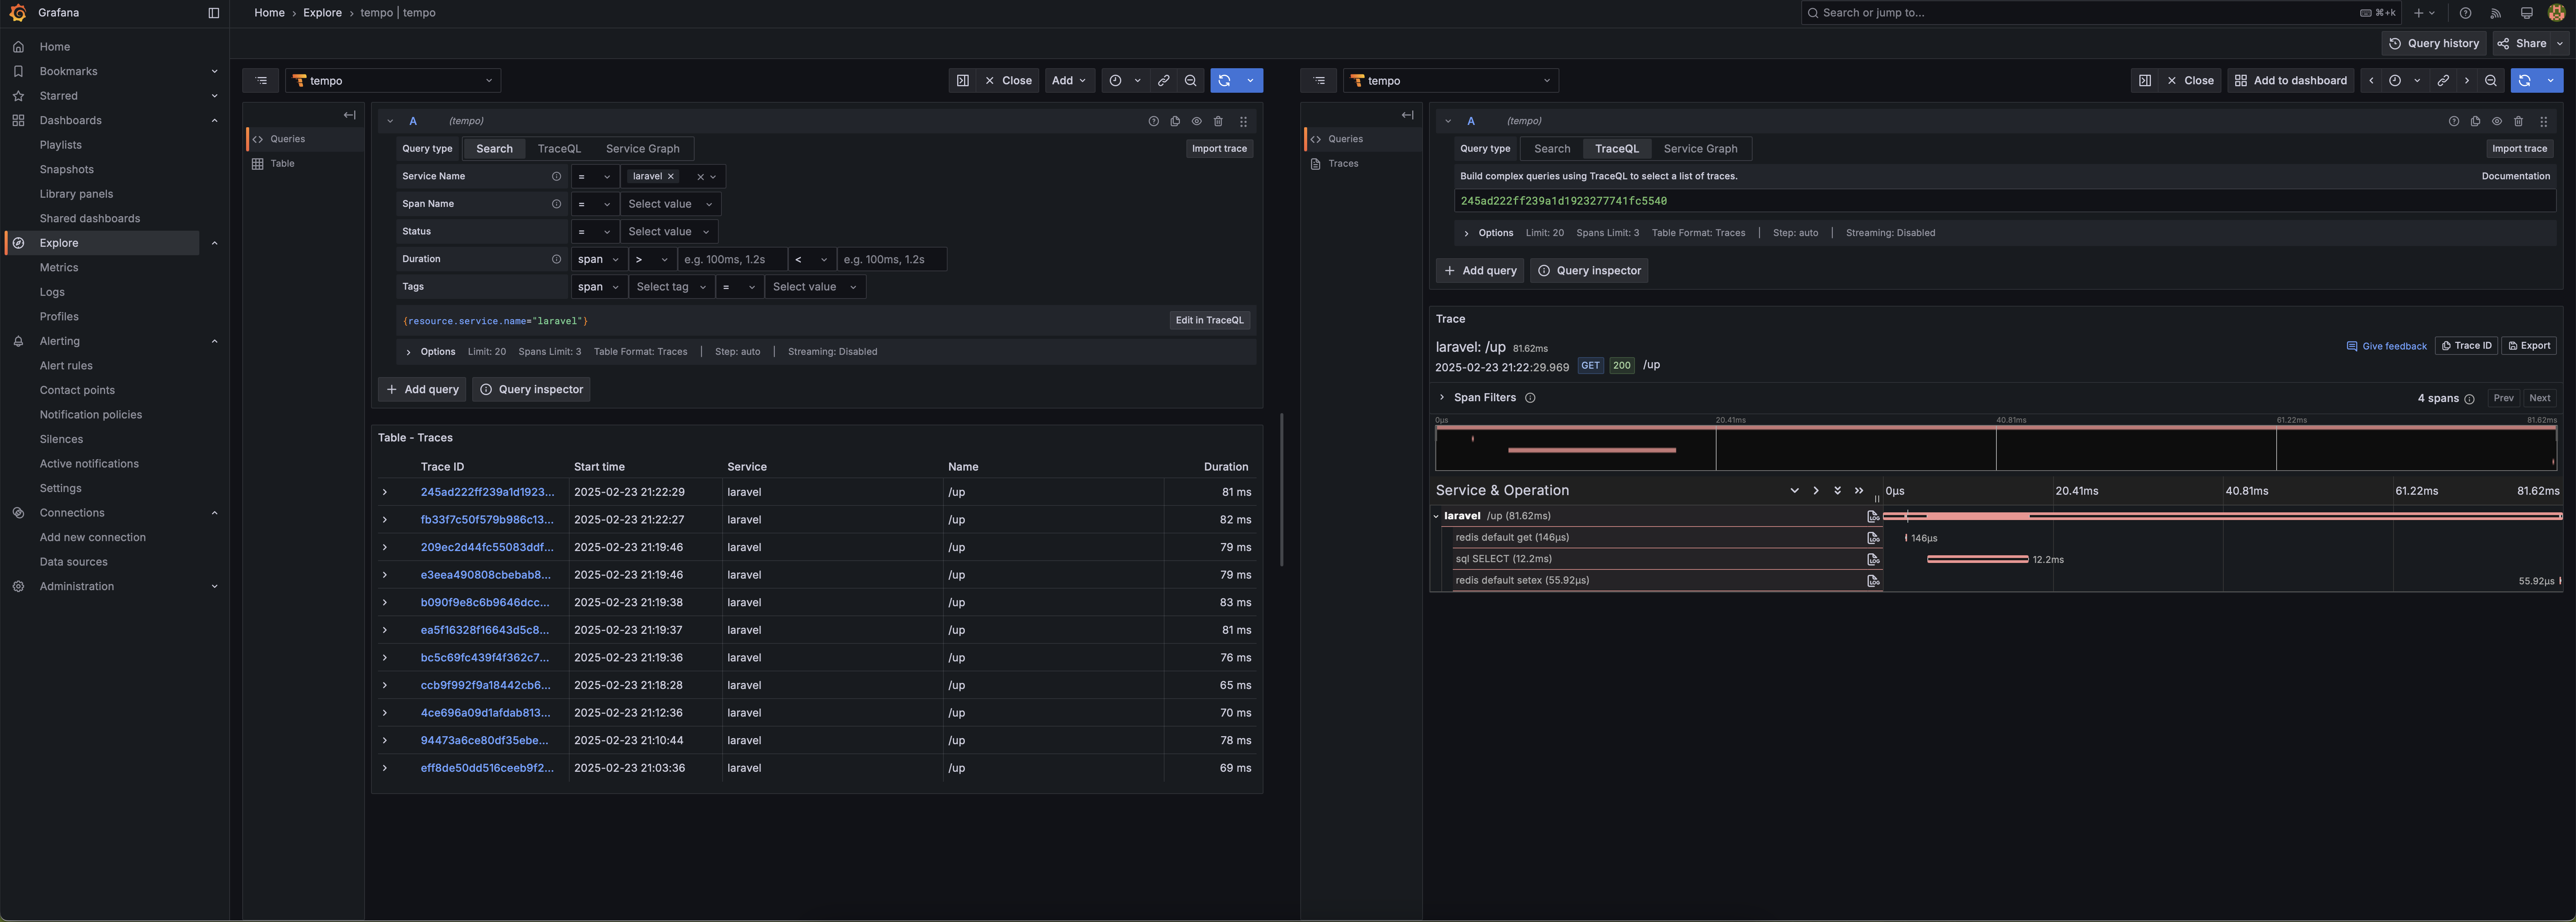 Grafana
Home › Explore › tempo | tempo
Search or jump to... ⌘+k
Query history
Share
Home
Bookmarks
Starred
Dashboards
Playlists
Snapshots
Library panels
Shared dashboards
Explore
Metrics
Logs
Profiles
Alerting
Alert rules
Contact points
Notification policies
Silences
Active notifications
Settings
Connections
Add new connection
Data sources
Administration
tempo
Close Add
Queries
Table
A (tempo)
Query type Search TraceQL Service Graph Import trace
Service Name = laravel
Span Name = Select value
Status = Select value
Duration span > e.g. 100ms, 1.2s < e.g. 100ms, 1.2s
Tags span Select tag = Select value
{resource.service.name="laravel"} Edit in TraceQL
Options Limit: 20 Spans Limit: 3 Table Format: Traces | Step: auto | Streaming: Disabled
+ Add query Query inspector
Table - Traces
Trace ID Start time Service Name Duration
245ad222ff239a1d1923... 2025-02-23 21:22:29 laravel /up 81 ms
fb33f7c50f579b986c13... 2025-02-23 21:22:27 laravel /up 82 ms
209ec2d44fc55083ddf... 2025-02-23 21:19:46 laravel /up 79 ms
e3eea490808cbebab8... 2025-02-23 21:19:46 laravel /up 79 ms
b090f9e8c6b9646dcc... 2025-02-23 21:19:38 laravel /up 83 ms
ea5f16328f16643d5c8... 2025-02-23 21:19:37 laravel /up 81 ms
bc5c69fc439f4f362c7... 2025-02-23 21:19:36 laravel /up 76 ms
ccb9f992f9a18442cb6... 2025-02-23 21:18:28 laravel /up 65 ms
4ce696a09d1afdab813... 2025-02-23 21:12:36 laravel /up 70 ms
94473a6ce80df35ebe... 2025-02-23 21:10:44 laravel /up 78 ms
eff8de50dd516ceeb9f2... 2025-02-23 21:03:36 laravel /up 69 ms
tempo
Close Add to dashboard
Queries
Traces
A (tempo)
Query type Search TraceQL Service Graph Import trace
Build complex queries using TraceQL to select a list of traces. Documentation
245ad222ff239a1d1923277741fc5540
Options Limit: 20 Spans Limit: 3 Table Format: Traces | Step: auto | Streaming: Disabled
+ Add query Query inspector
Trace
laravel: /up 81.62ms
Give feedback Trace ID Export
2025-02-23 21:22:29.969 GET 200 /up
Span Filters 4 spans Prev Next
0μs 20.41ms 40.81ms 61.22ms 81.62ms
Service & Operation 0μs 20.41ms 40.81ms 61.22ms 81.62ms
laravel /up (81.62ms)
redis default get (146μs) 146μs
sql SELECT (12.2ms) 12.2ms
redis default setex (55.92μs) 55.92μs